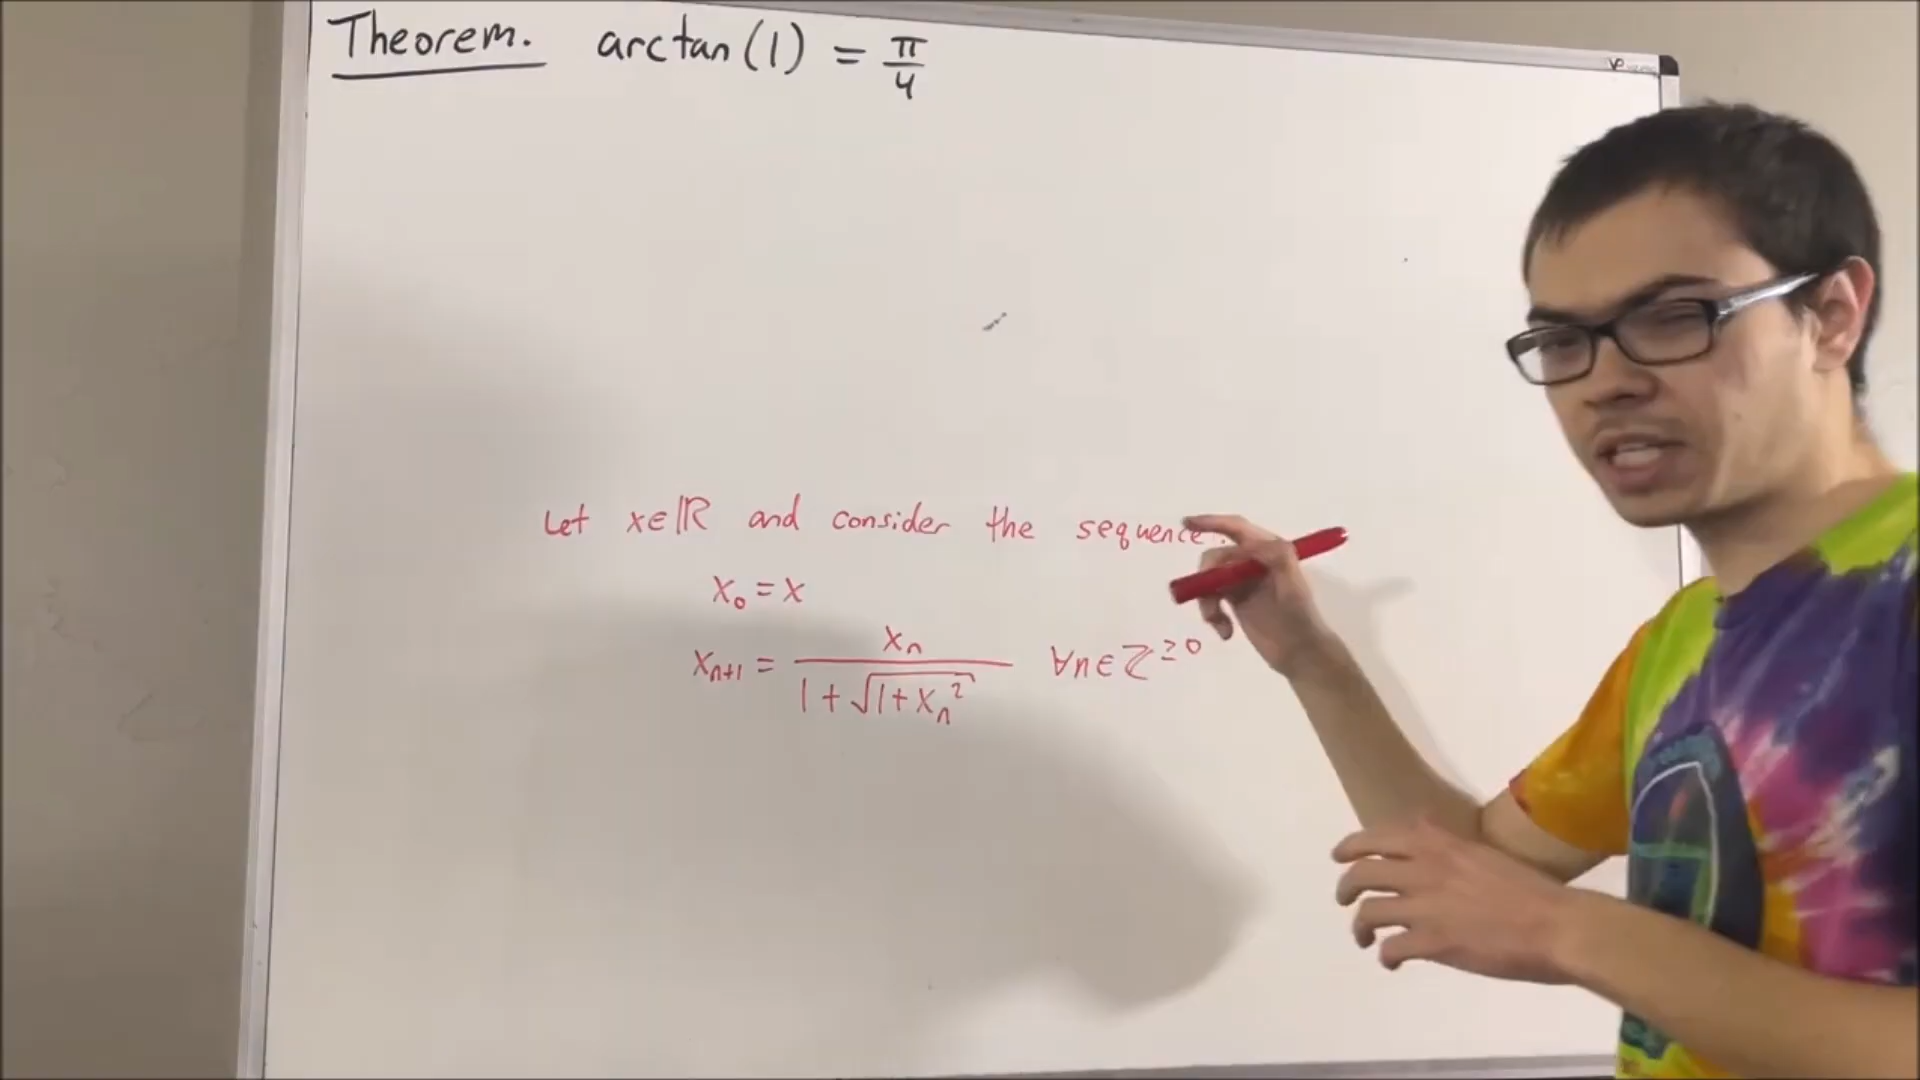 Theorem. arctan(1) = π/4
Let x∈ℝ and consider the sequence:
x₀ = x
xₙ₊₁ = xₙ / (1 + √(1 + xₙ²)) ∀n∈ℤ≥0